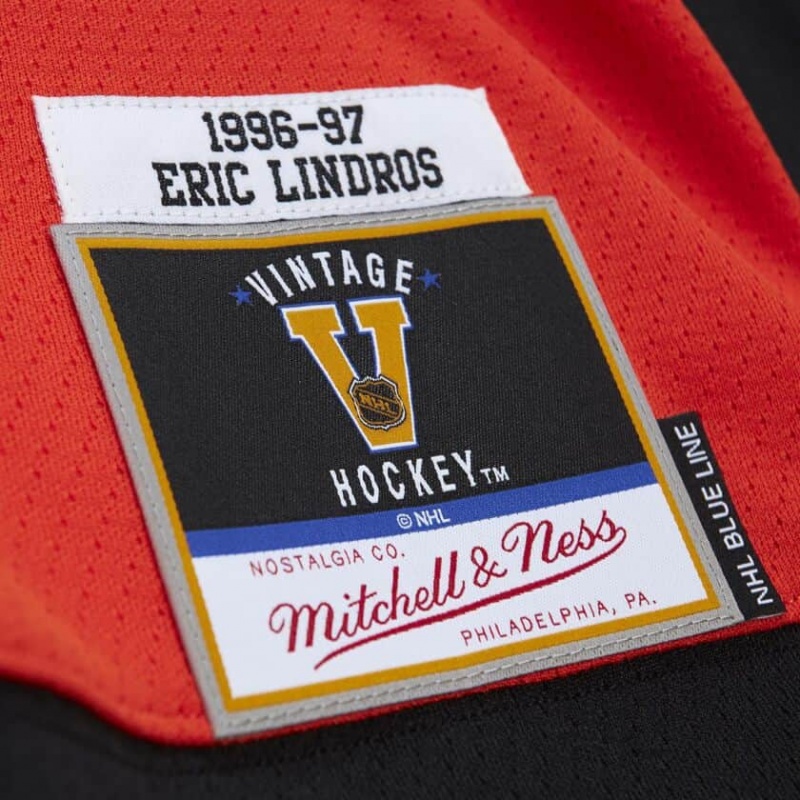 1996-97
ERIC LINDROS
VINTAGE
V
NHL
HOCKEY™
© NHL
NOSTALGIA CO.
Mitchell & Ness
PHILADELPHIA, PA.
NHL BLUE LINE